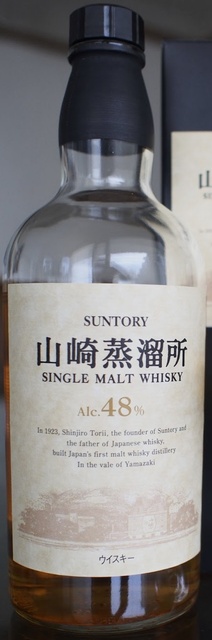 SUNTORY
山崎蒸溜所
SINGLE MALT WHISKY
Alc.48%
In 1923, Shinjiro Torii, the founder of Suntory and
the father of Japanese whisky,
built Japan's first malt whisky distillery
In the vale of Yamazaki
ウイスキー